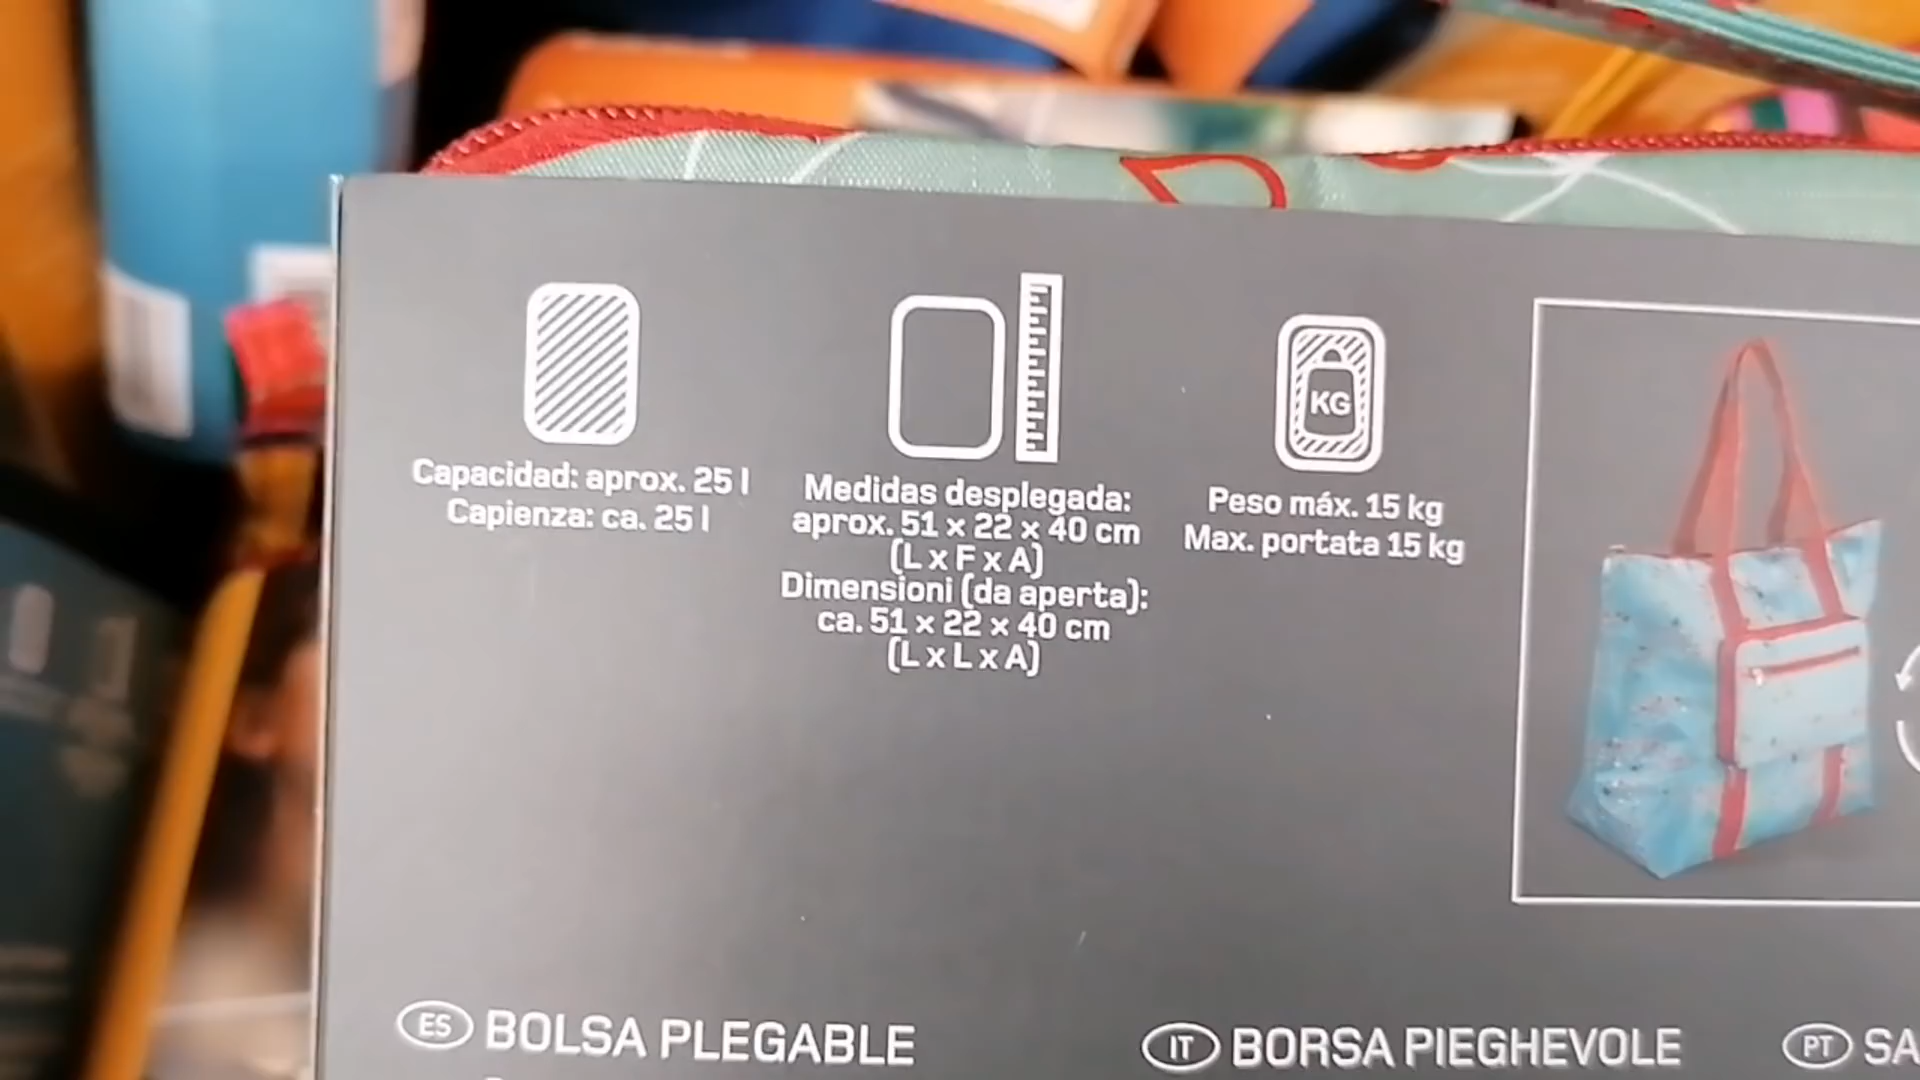 Capacidad: aprox. 25 l
Capienza: ca. 25 l
Medidas desplegada:
aprox. 51 x 22 x 40 cm
(L x F x A)
Dimensioni (da aperta):
ca. 51 x 22 x 40 cm
(L x L x A)
KG
Peso máx. 15 kg
Max. portata 15 kg
ES BOLSA PLEGABLE
IT BORSA PIEGHEVOLE
PT SA